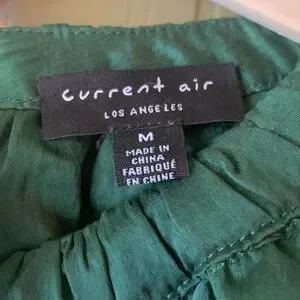 current air
LOS ANGELES
M
MADE IN
CHINA
FABRIQUÉ
EN CHINE